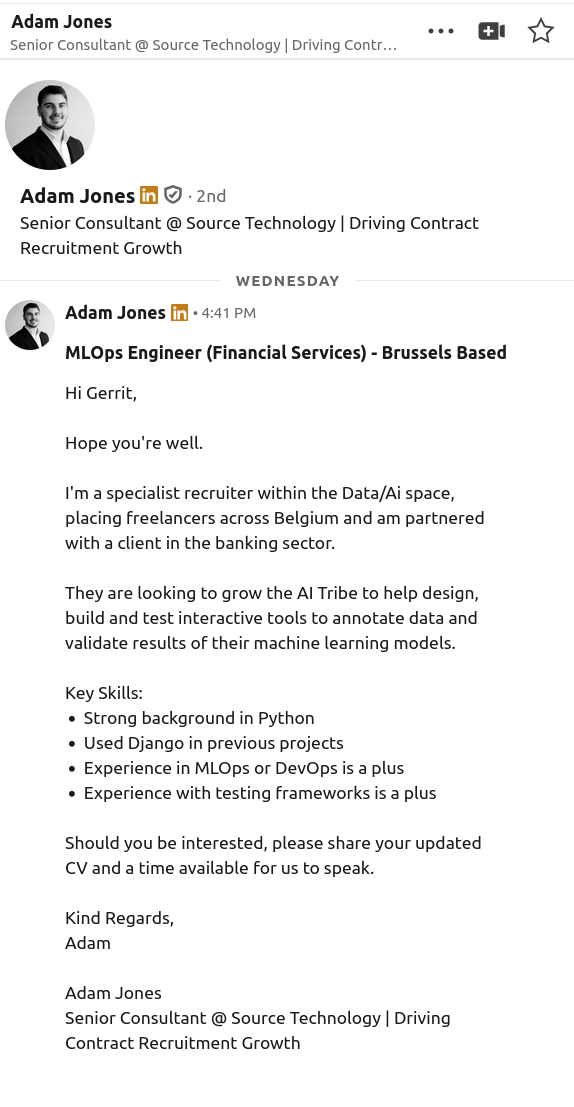 Adam Jones
Senior Consultant @ Source Technology | Driving Contr...
Adam Jones in · 2nd
Senior Consultant @ Source Technology | Driving Contract
Recruitment Growth
WEDNESDAY
Adam Jones in • 4:41 PM
MLOps Engineer (Financial Services) - Brussels Based
Hi Gerrit,
Hope you're well.
I'm a specialist recruiter within the Data/Ai space,
placing freelancers across Belgium and am partnered
with a client in the banking sector.
They are looking to grow the AI Tribe to help design,
build and test interactive tools to annotate data and
validate results of their machine learning models.
Key Skills:
• Strong background in Python
• Used Django in previous projects
• Experience in MLOps or DevOps is a plus
• Experience with testing frameworks is a plus
Should you be interested, please share your updated
CV and a time available for us to speak.
Kind Regards,
Adam
Adam Jones
Senior Consultant @ Source Technology | Driving
Contract Recruitment Growth